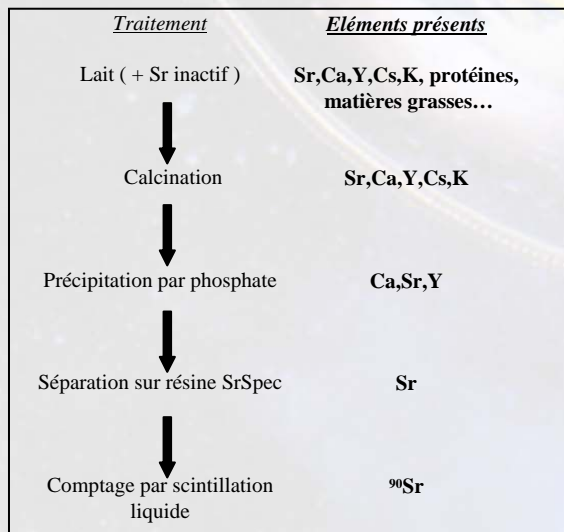 Traitement Eléments présents
Lait ( + Sr inactif ) Sr,Ca,Y,Cs,K, protéines,
matières grasses…
Calcination Sr,Ca,Y,Cs,K
Précipitation par phosphate Ca,Sr,Y
Séparation sur résine SrSpec Sr
Comptage par scintillation ⁹⁰Sr
liquide